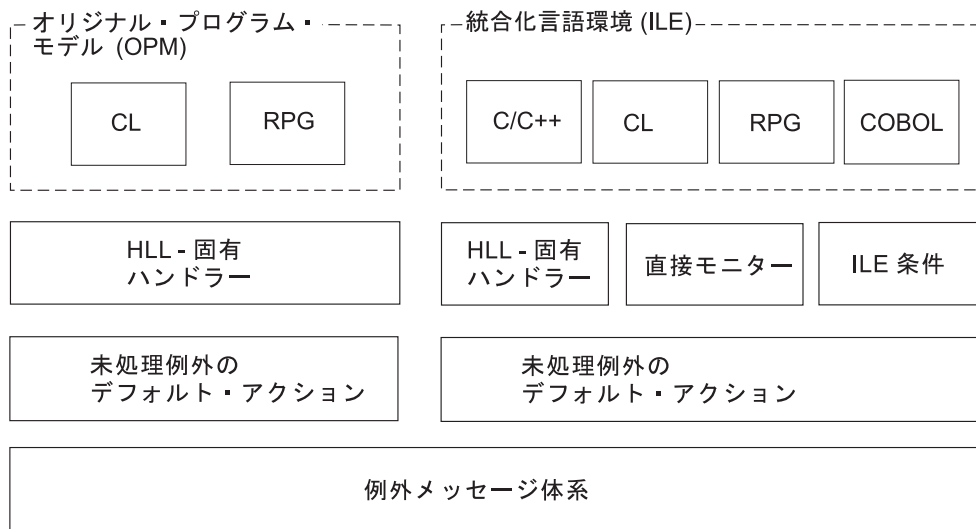 オリジナル・プログラム・
モデル (OPM)
CL
RPG
統合化言語環境 (ILE)
C/C++
CL
RPG
COBOL
HLL - 固有
ハンドラー
HLL - 固有
ハンドラー
直接モニター
ILE 条件
未処理例外の
デフォルト・アクション
未処理例外の
デフォルト・アクション
例外メッセージ体系